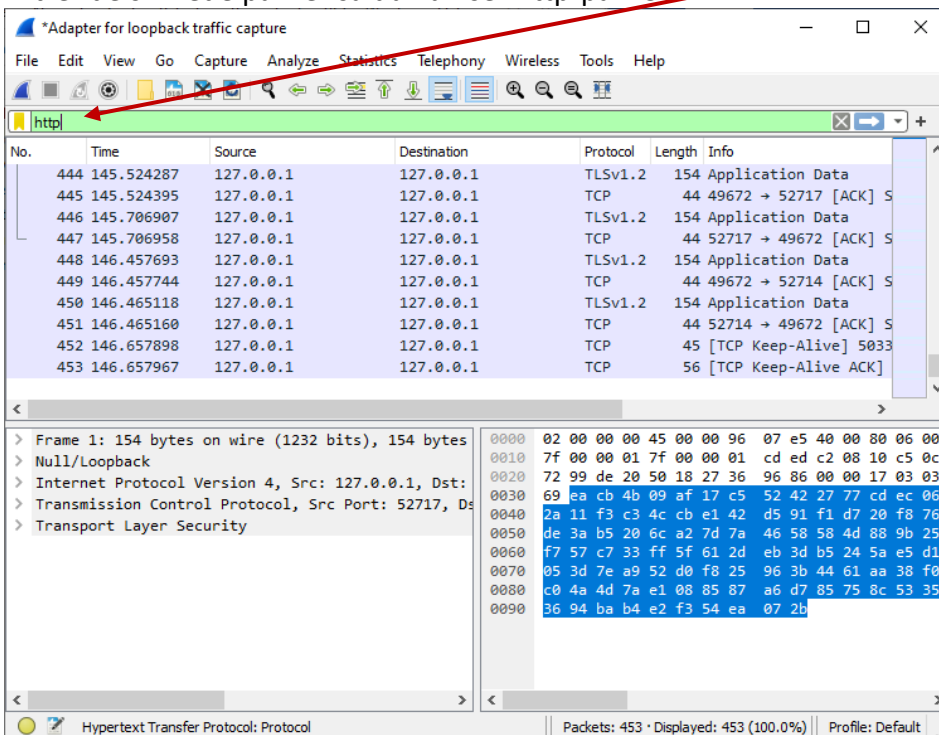 *Adapter for loopback traffic capture
File Edit View Go Capture Analyze Statistics Telephony Wireless Tools Help
http
No. Time Source Destination Protocol Length Info
444 145.524287 127.0.0.1 127.0.0.1 TLSv1.2 154 Application Data
445 145.524395 127.0.0.1 127.0.0.1 TCP 44 49672 → 52717 [ACK] S
446 145.706907 127.0.0.1 127.0.0.1 TLSv1.2 154 Application Data
447 145.706958 127.0.0.1 127.0.0.1 TCP 44 52717 → 49672 [ACK] S
448 146.457693 127.0.0.1 127.0.0.1 TLSv1.2 154 Application Data
449 146.457744 127.0.0.1 127.0.0.1 TCP 44 49672 → 52714 [ACK] S
450 146.465118 127.0.0.1 127.0.0.1 TLSv1.2 154 Application Data
451 146.465160 127.0.0.1 127.0.0.1 TCP 44 52714 → 49672 [ACK] S
452 146.657898 127.0.0.1 127.0.0.1 TCP 45 [TCP Keep-Alive] 5033
453 146.657967 127.0.0.1 127.0.0.1 TCP 56 [TCP Keep-Alive ACK]
Frame 1: 154 bytes on wire (1232 bits), 154 bytes
Null/Loopback
Internet Protocol Version 4, Src: 127.0.0.1, Dst:
Transmission Control Protocol, Src Port: 52717, Ds
Transport Layer Security
0000 02 00 00 00 45 00 00 96 07 e5 40 00 80 06 00
0010 7f 00 00 01 7f 00 00 01 cd ed c2 08 10 c5 0c
0020 72 99 de 20 50 18 27 36 96 86 00 00 17 03 03
0030 69 ea cb 4b 09 af 17 c5 52 42 27 77 cd ec 06
0040 2a 11 f3 c3 4c cb e1 42 d5 91 f1 d7 20 f8 76
0050 de 3a b5 20 6c a2 7d 7a 46 58 58 4d 88 9b 25
0060 f7 57 c7 33 ff 5f 61 2d eb 3d b5 24 5a e5 d1
0070 05 3d 7e a9 52 d0 f8 25 96 3b 44 61 aa 38 f0
0080 c0 4a 4d 7a e1 08 85 87 a6 d7 85 75 8c 53 35
0090 36 94 ba b4 e2 f3 54 ea 07 2b
Hypertext Transfer Protocol: Protocol
Packets: 453 · Displayed: 453 (100.0%)
Profile: Default